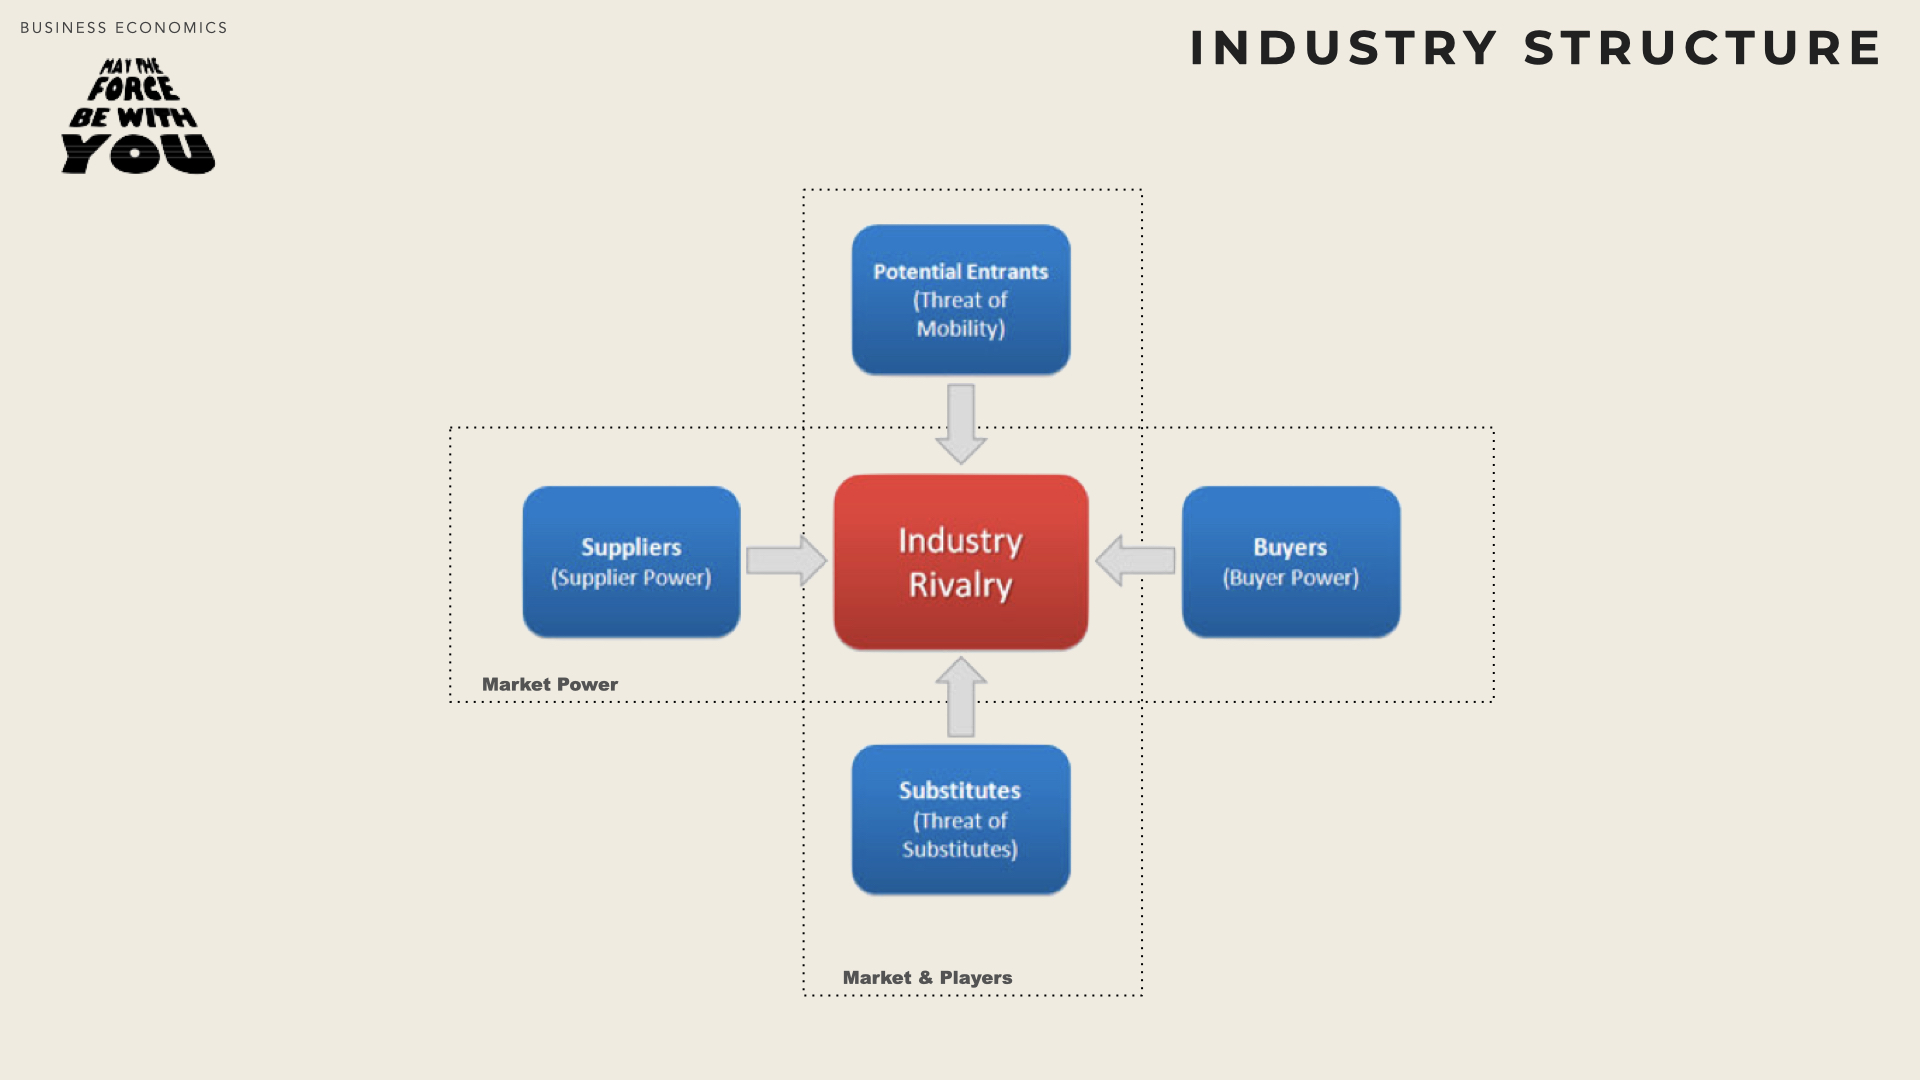 BUSINESS ECONOMICS
MAY THE
FORCE
BE WITH
YOU
INDUSTRY STRUCTURE
Potential Entrants
(Threat of
Mobility)
Suppliers
(Supplier Power)
Industry
Rivalry
Buyers
(Buyer Power)
Market Power
Substitutes
(Threat of
Substitutes)
Market & Players